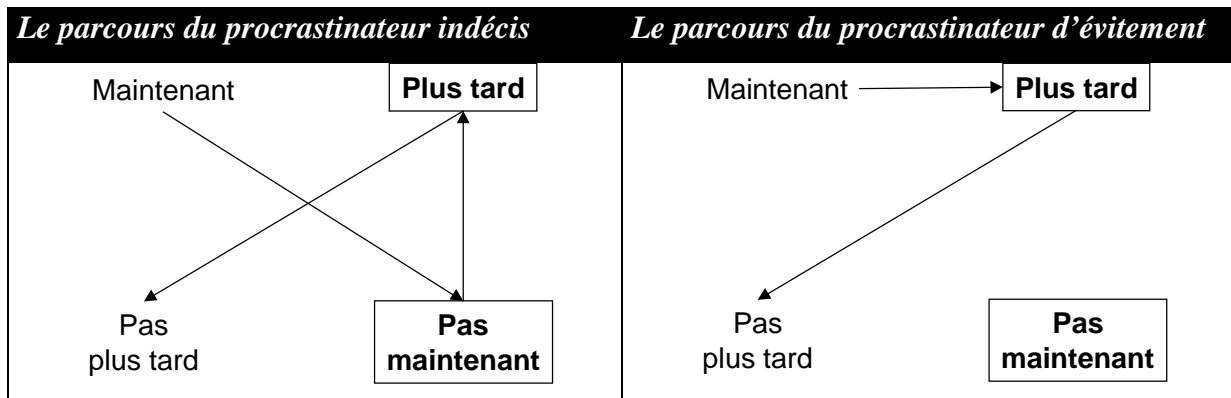 Le parcours du procrastinateur indécis
Le parcours du procrastinateur d'évitement
Maintenant
Plus tard
Pas
plus tard
Pas
maintenant
Maintenant
Plus tard
Pas
plus tard
Pas
maintenant